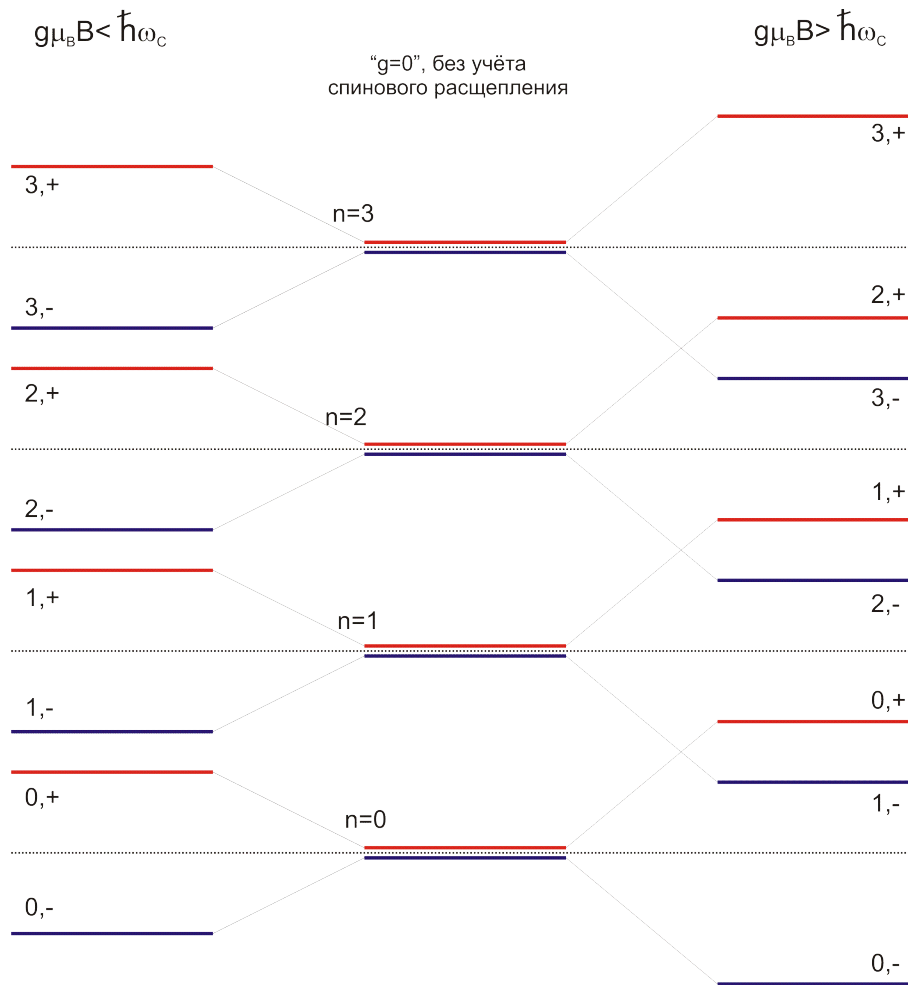 gμBB< ħωC
gμBB> ħωC
“g=0”, без учёта
спинового расщепления
3,+
3,+
n=3
2,+
3,-
2,+
3,-
n=2
1,+
2,-
1,+
2,-
n=1
0,+
1,-
0,+
1,-
n=0
0,-
0,-